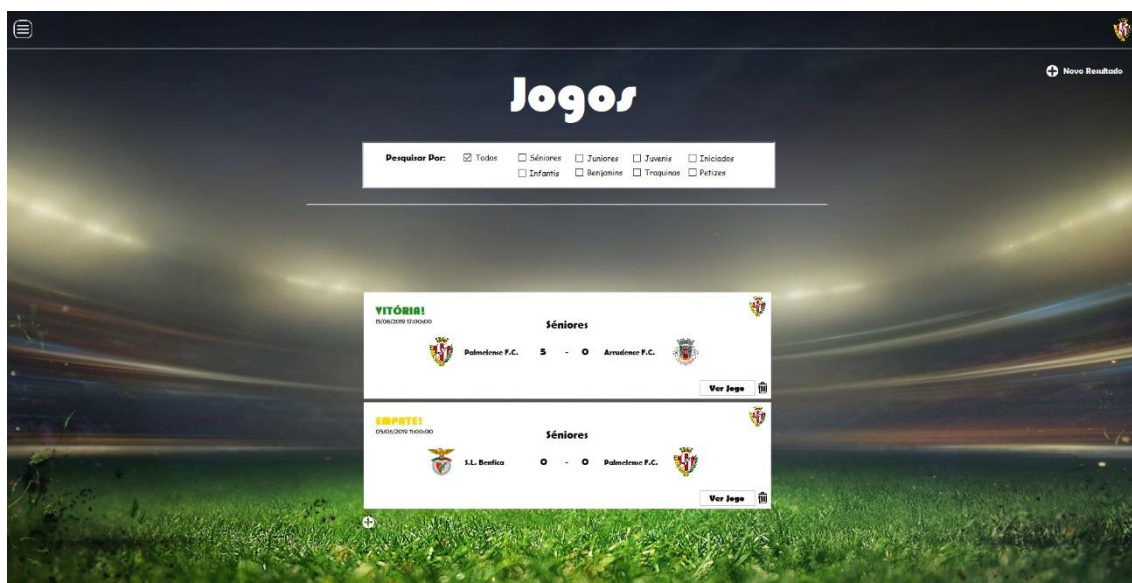 Novo Resultado
Jogos
Pesquisar Por: Todos Séniores Juniores Juvenis Iniciados
Infantis Benjamins Traquinas Petizes
VITÓRIA!
15/06/2019 17:00:00
Séniores
Palmelense F.C. 5 - 0 Arrudence F.C.
Ver Jogo
EMPATE!
05/06/2019 11:00:00
Séniores
S.L. Benfica 0 - 0 Palmelense F.C.
Ver Jogo